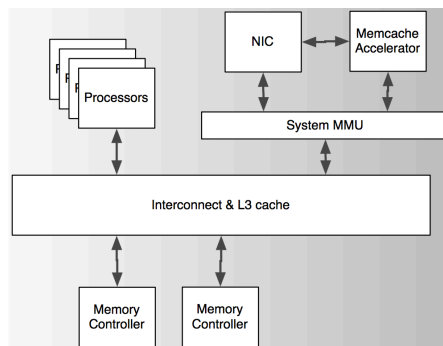 NIC
Memcache
Accelerator
Processors
System MMU
Interconnect & L3 cache
Memory
Controller
Memory
Controller